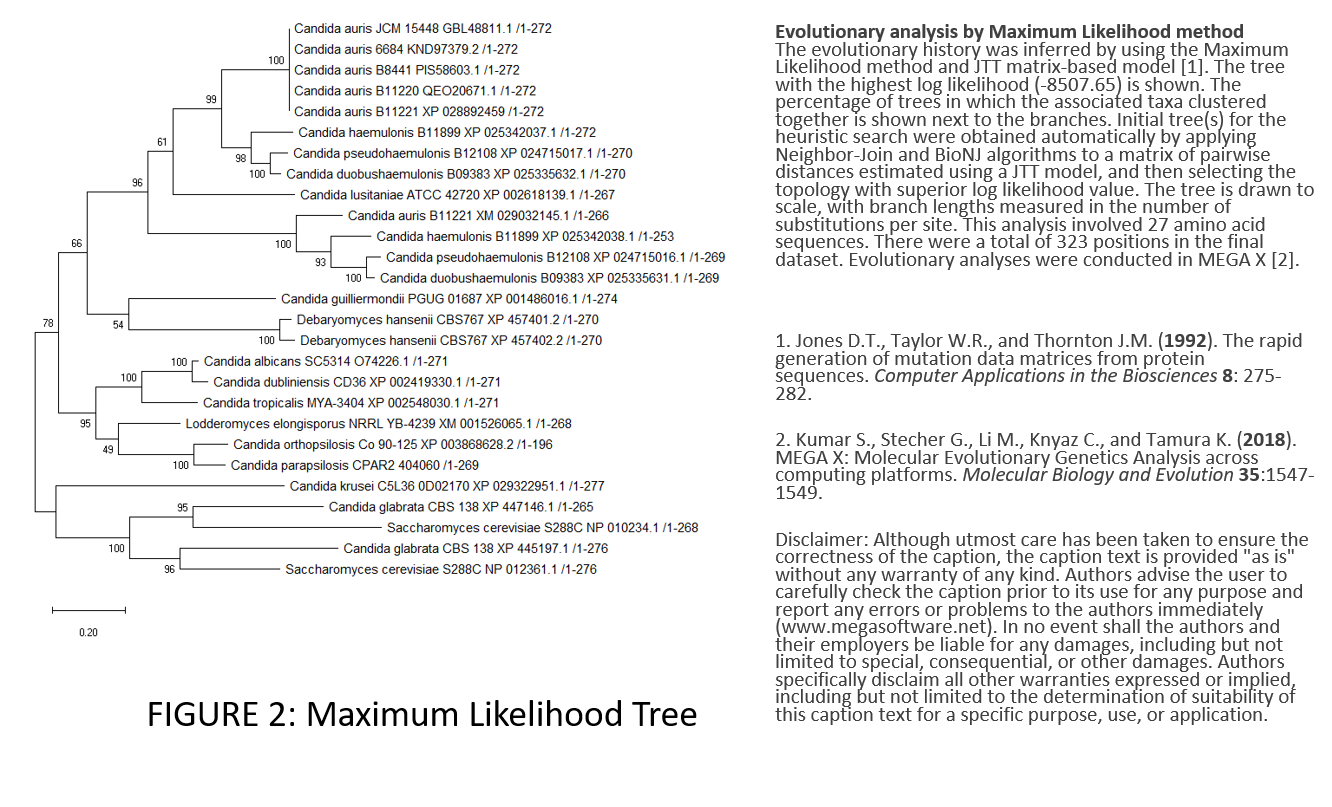 Candida auris JCM 15448 GBL48811.1 /1-272
Candida auris 6684 KND97379.2 /1-272
100
Candida auris B8441 PIS58603.1 /1-272
Candida auris B11220 QEO20671.1 /1-272
99
Candida auris B11221 XP 028892459 /1-272
Candida haemulonis B11899 XP 025342037.1 /1-272
61
98
Candida pseudohaemulonis B12108 XP 024715017.1 /1-270
100
Candida duobushaemulonis B09383 XP 025335632.1 /1-270
96
Candida lusitaniae ATCC 42720 XP 002618139.1 /1-267
Candida auris B11221 XM 029032145.1 /1-266
100
Candida haemulonis B11899 XP 025342038.1 /1-253
66
93
Candida pseudohaemulonis B12108 XP 024715016.1 /1-269
100
Candida duobushaemulonis B09383 XP 025335631.1 /1-269
Candida guilliermondii PGUG 01687 XP 001486016.1 /1-274
78
54
Debaryomyces hansenii CBS767 XP 457401.2 /1-270
100
Debaryomyces hansenii CBS767 XP 457402.2 /1-270
100
Candida albicans SC5314 O74226.1 /1-271
100
Candida dubliniensis CD36 XP 002419330.1 /1-271
Candida tropicalis MYA-3404 XP 002548030.1 /1-271
95
Lodderomyces elongisporus NRRL YB-4239 XM 001526065.1 /1-268
49
Candida orthopsilosis Co 90-125 XP 003868628.2 /1-196
100
Candida parapsilosis CPAR2 404060 /1-269
Candida krusei C5L36 0D02170 XP 029322951.1 /1-277
95
Candida glabrata CBS 138 XP 447146.1 /1-265
Saccharomyces cerevisiae S288C NP 010234.1 /1-268
100
Candida glabrata CBS 138 XP 445197.1 /1-276
96
Saccharomyces cerevisiae S288C NP 012361.1 /1-276
0.20
FIGURE 2: Maximum Likelihood Tree
Evolutionary analysis by Maximum Likelihood method
The evolutionary history was inferred by using the Maximum
Likelihood method and JTT matrix-based model [1]. The tree
with the highest log likelihood (-8507.65) is shown. The
percentage of trees in which the associated taxa clustered
together is shown next to the branches. Initial tree(s) for the
heuristic search were obtained automatically by applying
Neighbor-Join and BioNJ algorithms to a matrix of pairwise
distances estimated using a JTT model, and then selecting the
topology with superior log likelihood value. The tree is drawn to
scale, with branch lengths measured in the number of
substitutions per site. This analysis involved 27 amino acid
sequences. There were a total of 323 positions in the final
dataset. Evolutionary analyses were conducted in MEGA X [2].
1. Jones D.T., Taylor W.R., and Thornton J.M. (1992). The rapid
generation of mutation data matrices from protein
sequences. Computer Applications in the Biosciences 8: 275-
282.
2. Kumar S., Stecher G., Li M., Knyaz C., and Tamura K. (2018).
MEGA X: Molecular Evolutionary Genetics Analysis across
computing platforms. Molecular Biology and Evolution 35:1547-
1549.
Disclaimer: Although utmost care has been taken to ensure the
correctness of the caption, the caption text is provided "as is"
without any warranty of any kind. Authors advise the user to
carefully check the caption prior to its use for any purpose and
report any errors or problems to the authors immediately
(www.megasoftware.net). In no event shall the authors and
their employers be liable for any damages, including but not
limited to special, consequential, or other damages. Authors
specifically disclaim all other warranties expressed or implied,
including but not limited to the determination of suitability of
this caption text for a specific purpose, use, or application.